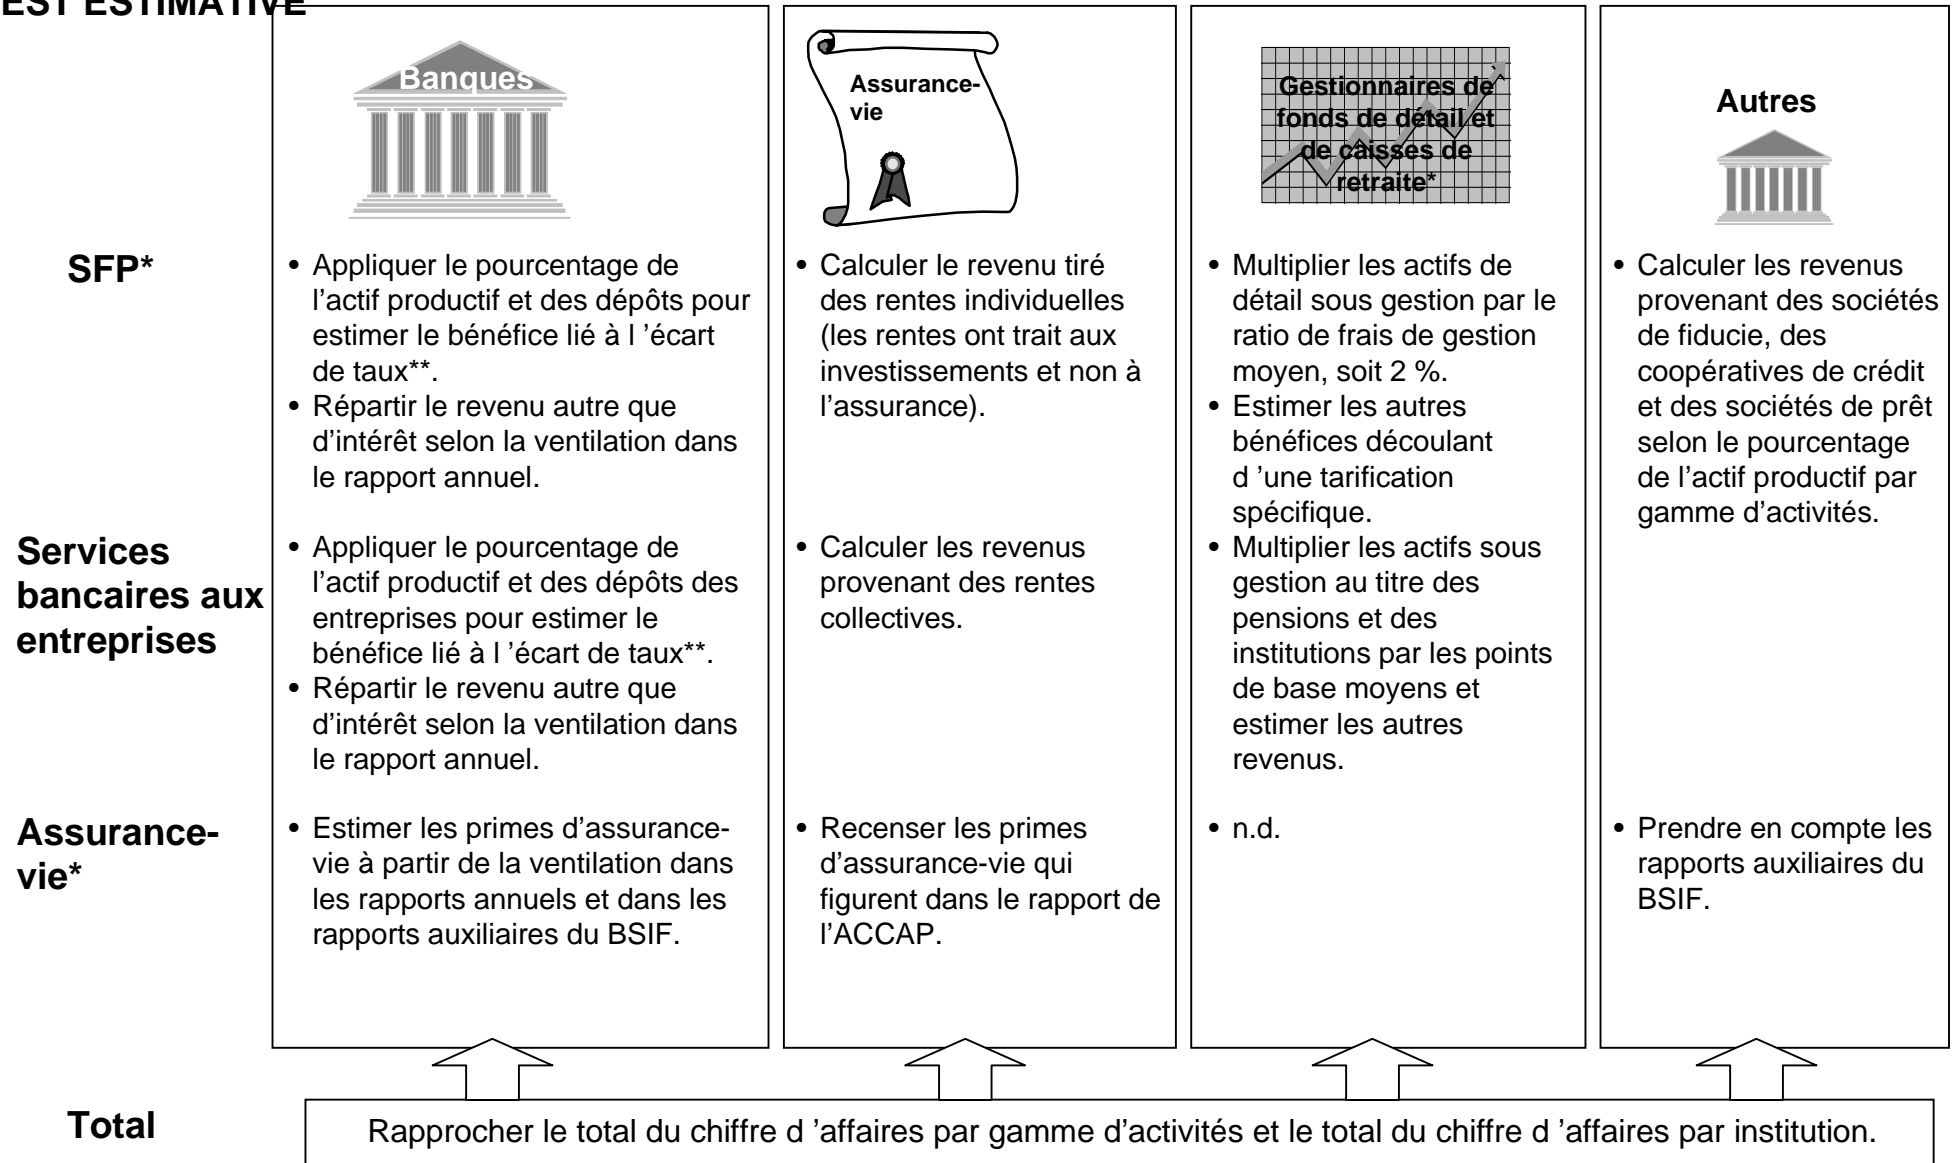 EST ESTIMATIVE
Banques
Assurance-
vie
Gestionnaires de
fonds de détail et
de caisses de
retraite*
Autres
SFP*
• Appliquer le pourcentage de
l’actif productif et des dépôts pour
estimer le bénéfice lié à l ’écart
de taux**.
• Répartir le revenu autre que
d’intérêt selon la ventilation dans
le rapport annuel.
• Calculer le revenu tiré
des rentes individuelles
(les rentes ont trait aux
investissements et non à
l’assurance).
• Multiplier les actifs de
détail sous gestion par le
ratio de frais de gestion
moyen, soit 2 %.
• Estimer les autres
bénéfices découlant
d ’une tarification
spécifique.
• Calculer les revenus
provenant des sociétés
de fiducie, des
coopératives de crédit
et des sociétés de prêt
selon le pourcentage
de l’actif productif par
gamme d’activités.
Services
bancaires aux
entreprises
• Appliquer le pourcentage de
l’actif productif et des dépôts des
entreprises pour estimer le
bénéfice lié à l ’écart de taux**.
• Répartir le revenu autre que
d’intérêt selon la ventilation dans
le rapport annuel.
• Calculer les revenus
provenant des rentes
collectives.
• Multiplier les actifs sous
gestion au titre des
pensions et des
institutions par les points
de base moyens et
estimer les autres
revenus.
Assurance-
vie*
• Estimer les primes d’assurance-
vie à partir de la ventilation dans
les rapports annuels et dans les
rapports auxiliaires du BSIF.
• Recenser les primes
d’assurance-vie qui
figurent dans le rapport de
l’ACCAP.
• n.d.
• Prendre en compte les
rapports auxiliaires du
BSIF.
Total
Rapprocher le total du chiffre d ’affaires par gamme d’activités et le total du chiffre d ’affaires par institution.